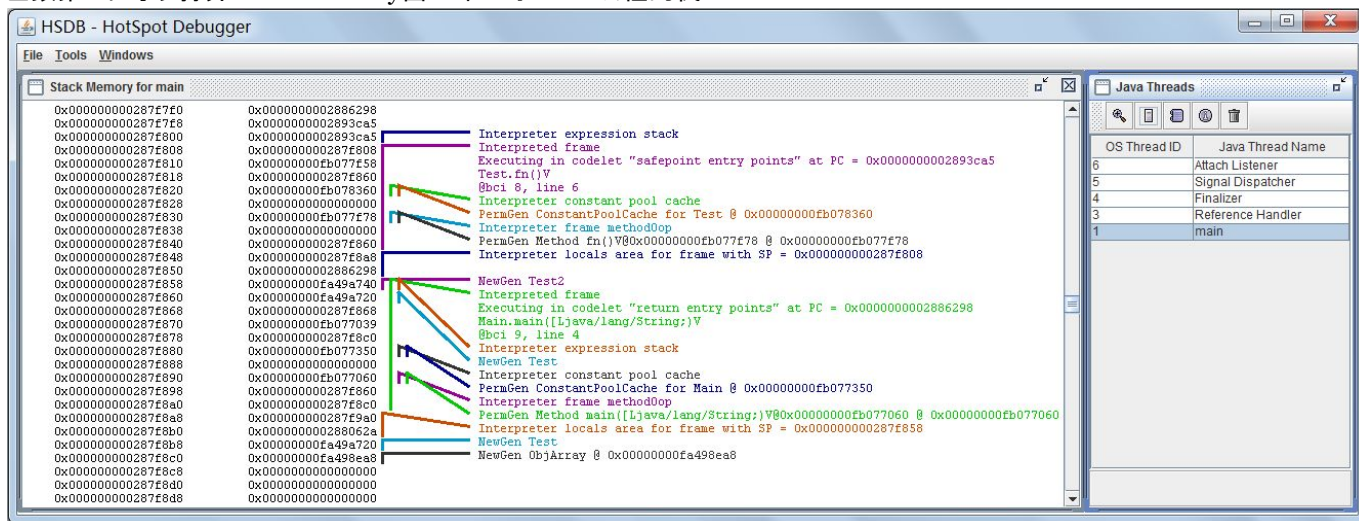 HSDB - HotSpot Debugger
File Tools Windows
Stack Memory for main
0x000000000287f7f0 0x0000000002886298
0x000000000287f7f8 0x0000000002893ca5
0x000000000287f800 0x0000000002893ca5 Interpreter expression stack
0x000000000287f808 0x000000000287f808 Interpreted frame
0x000000000287f810 0x00000000fb077f58 Executing in codelet "safepoint entry points" at PC = 0x0000000002893ca5
0x000000000287f818 0x000000000287f860 Test.fn()V
0x000000000287f820 0x00000000fb078360 @bci 8, line 6
0x000000000287f828 0x0000000000000000 Interpreter constant pool cache
0x000000000287f830 0x00000000fb077f78 PermGen ConstantPoolCache for Test @ 0x00000000fb078360
0x000000000287f838 0x0000000000000000 Interpreter frame methodOop
0x000000000287f840 0x000000000287f860 PermGen Method fn()V@0x00000000fb077f78 @ 0x00000000fb077f78
0x000000000287f848 0x000000000287f8a8 Interpreter locals area for frame with SP = 0x000000000287f808
0x000000000287f850 0x0000000002886298
0x000000000287f858 0x00000000fa49a740 NewGen Test2
0x000000000287f860 0x00000000fa49a720 Interpreted frame
0x000000000287f868 0x000000000287f868 Executing in codelet "return entry points" at PC = 0x0000000002886298
0x000000000287f870 0x00000000fb077039 Main.main([Ljava/lang/String;)V
0x000000000287f878 0x000000000287f8c0 @bci 9, line 4
0x000000000287f880 0x00000000fb077350 Interpreter expression stack
0x000000000287f888 0x0000000000000000 NewGen Test
0x000000000287f890 0x00000000fb077060 Interpreter constant pool cache
0x000000000287f898 0x000000000287f860 PermGen ConstantPoolCache for Main @ 0x00000000fb077350
0x000000000287f8a0 0x000000000287f8c0 Interpreter frame methodOop
0x000000000287f8a8 0x000000000287f9a0 PermGen Method main([Ljava/lang/String;)V@0x00000000fb077060 @ 0x00000000fb077060
0x000000000287f8b0 0x000000000288062a Interpreter locals area for frame with SP = 0x000000000287f858
0x000000000287f8b8 0x00000000fa49a720 NewGen Test
0x000000000287f8c0 0x00000000fa498ea8 NewGen ObjArray @ 0x00000000fa498ea8
0x000000000287f8c8 0x0000000000000000
0x000000000287f8d0 0x0000000000000000
0x000000000287f8d8 0x0000000000000000
Java Threads
OS Thread ID Java Thread Name
6 Attach Listener
5 Signal Dispatcher
4 Finalizer
3 Reference Handler
1 main